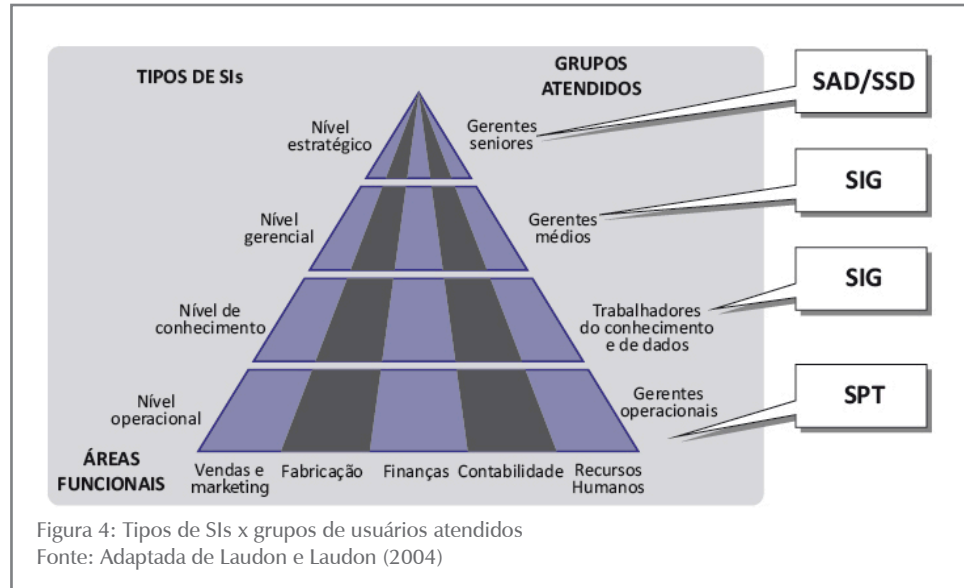 TIPOS DE SIs
GRUPOS
ATENDIDOS
SAD/SSD
Nível
estratégico
Gerentes
seniores
SIG
Nível
gerencial
Gerentes
médios
SIG
Nível de
conhecimento
Trabalhadores
do conhecimento
e de dados
SPT
Nível
operacional
Gerentes
operacionais
ÁREAS
FUNCIONAIS
Vendas e
marketing
Fabricação
Finanças
Contabilidade
Recursos
Humanos
Figura 4: Tipos de SIs x grupos de usuários atendidos
Fonte: Adaptada de Laudon e Laudon (2004)